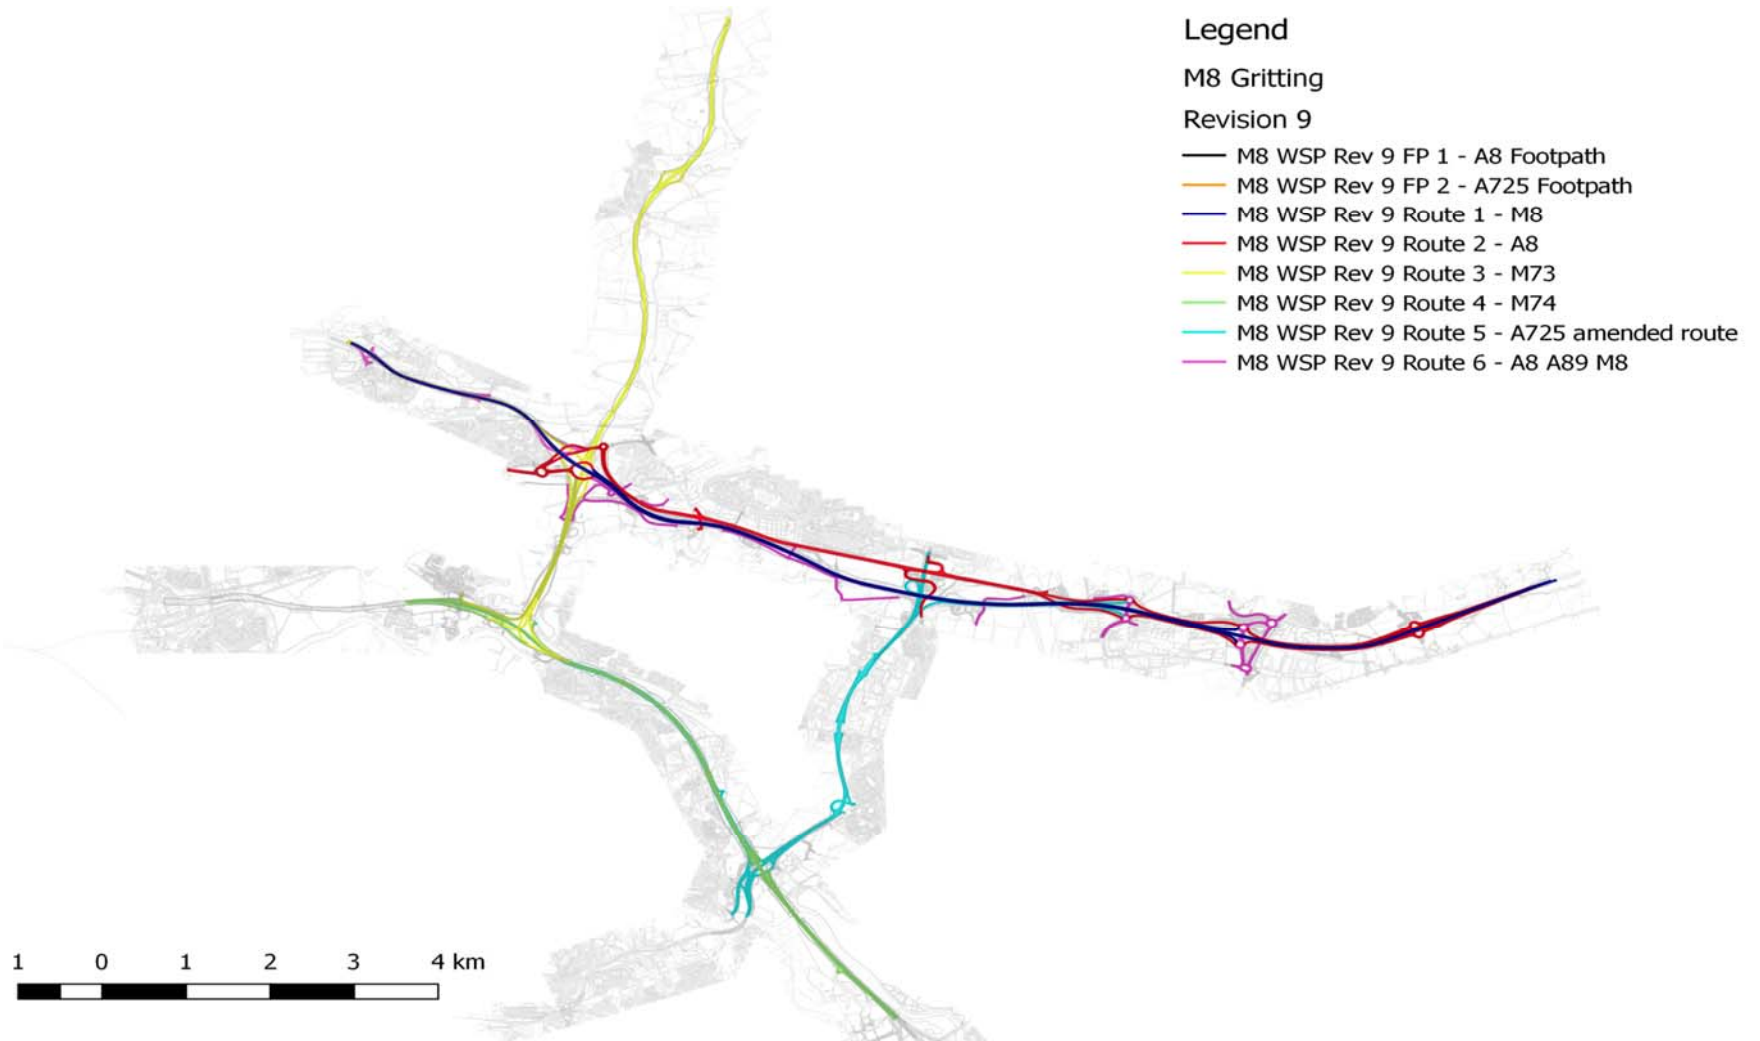 Legend
M8 Gritting
Revision 9
M8 WSP Rev 9 FP 1 - A8 Footpath
M8 WSP Rev 9 FP 2 - A725 Footpath
M8 WSP Rev 9 Route 1 - M8
M8 WSP Rev 9 Route 2 - A8
M8 WSP Rev 9 Route 3 - M73
M8 WSP Rev 9 Route 4 - M74
M8 WSP Rev 9 Route 5 - A725 amended route
M8 WSP Rev 9 Route 6 - A8 A89 M8
1 0 1 2 3 4 km